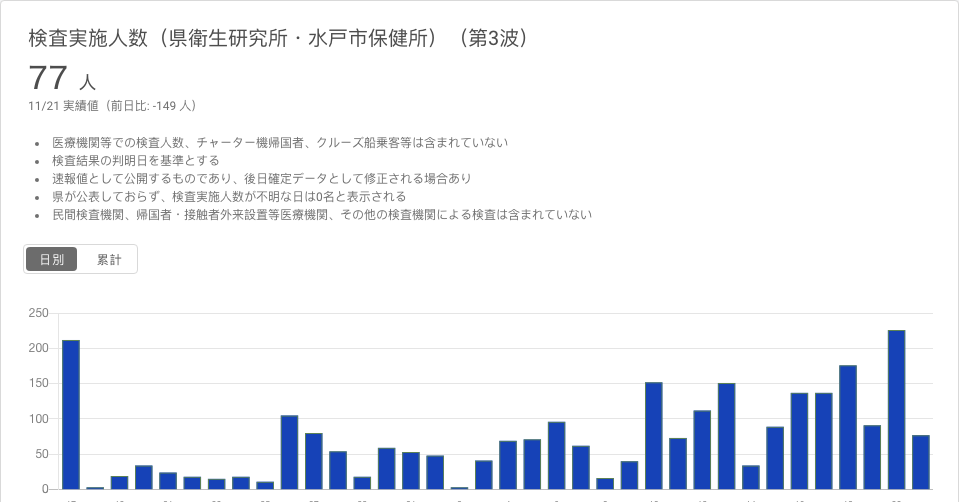 検査実施人数（県衛生研究所・水戸市保健所）（第3波）
77 人
11/21 実績値（前日比: -149 人）
医療機関等での検査人数、チャーター機帰国者、クルーズ船乗客等は含まれていない
検査結果の判明日を基準とする
速報値として公開するものであり、後日確定データとして修正される場合あり
県が公表しておらず、検査実施人数が不明な日は0名と表示される
民間検査機関、帰国者・接触者外来設置等医療機関、その他の検査機関による検査は含まれていない
日別 累計
250
200
150
100
50
0